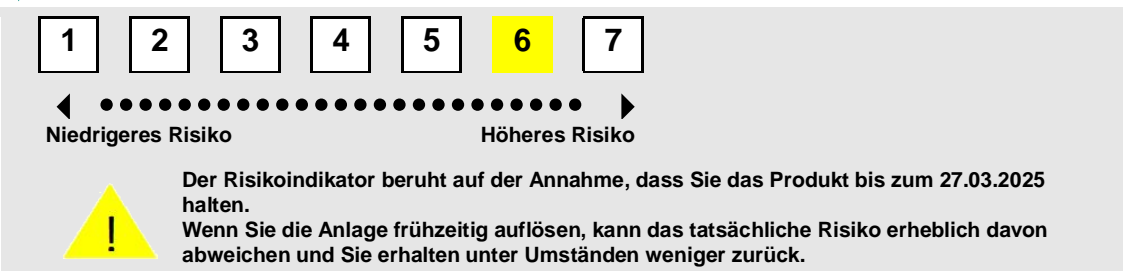 1 2 3 4 5 6 7
Niedrigeres Risiko Höheres Risiko
! Der Risikoindikator beruht auf der Annahme, dass Sie das Produkt bis zum 27.03.2025
halten.
Wenn Sie die Anlage frühzeitig auflösen, kann das tatsächliche Risiko erheblich davon
abweichen und Sie erhalten unter Umständen weniger zurück.